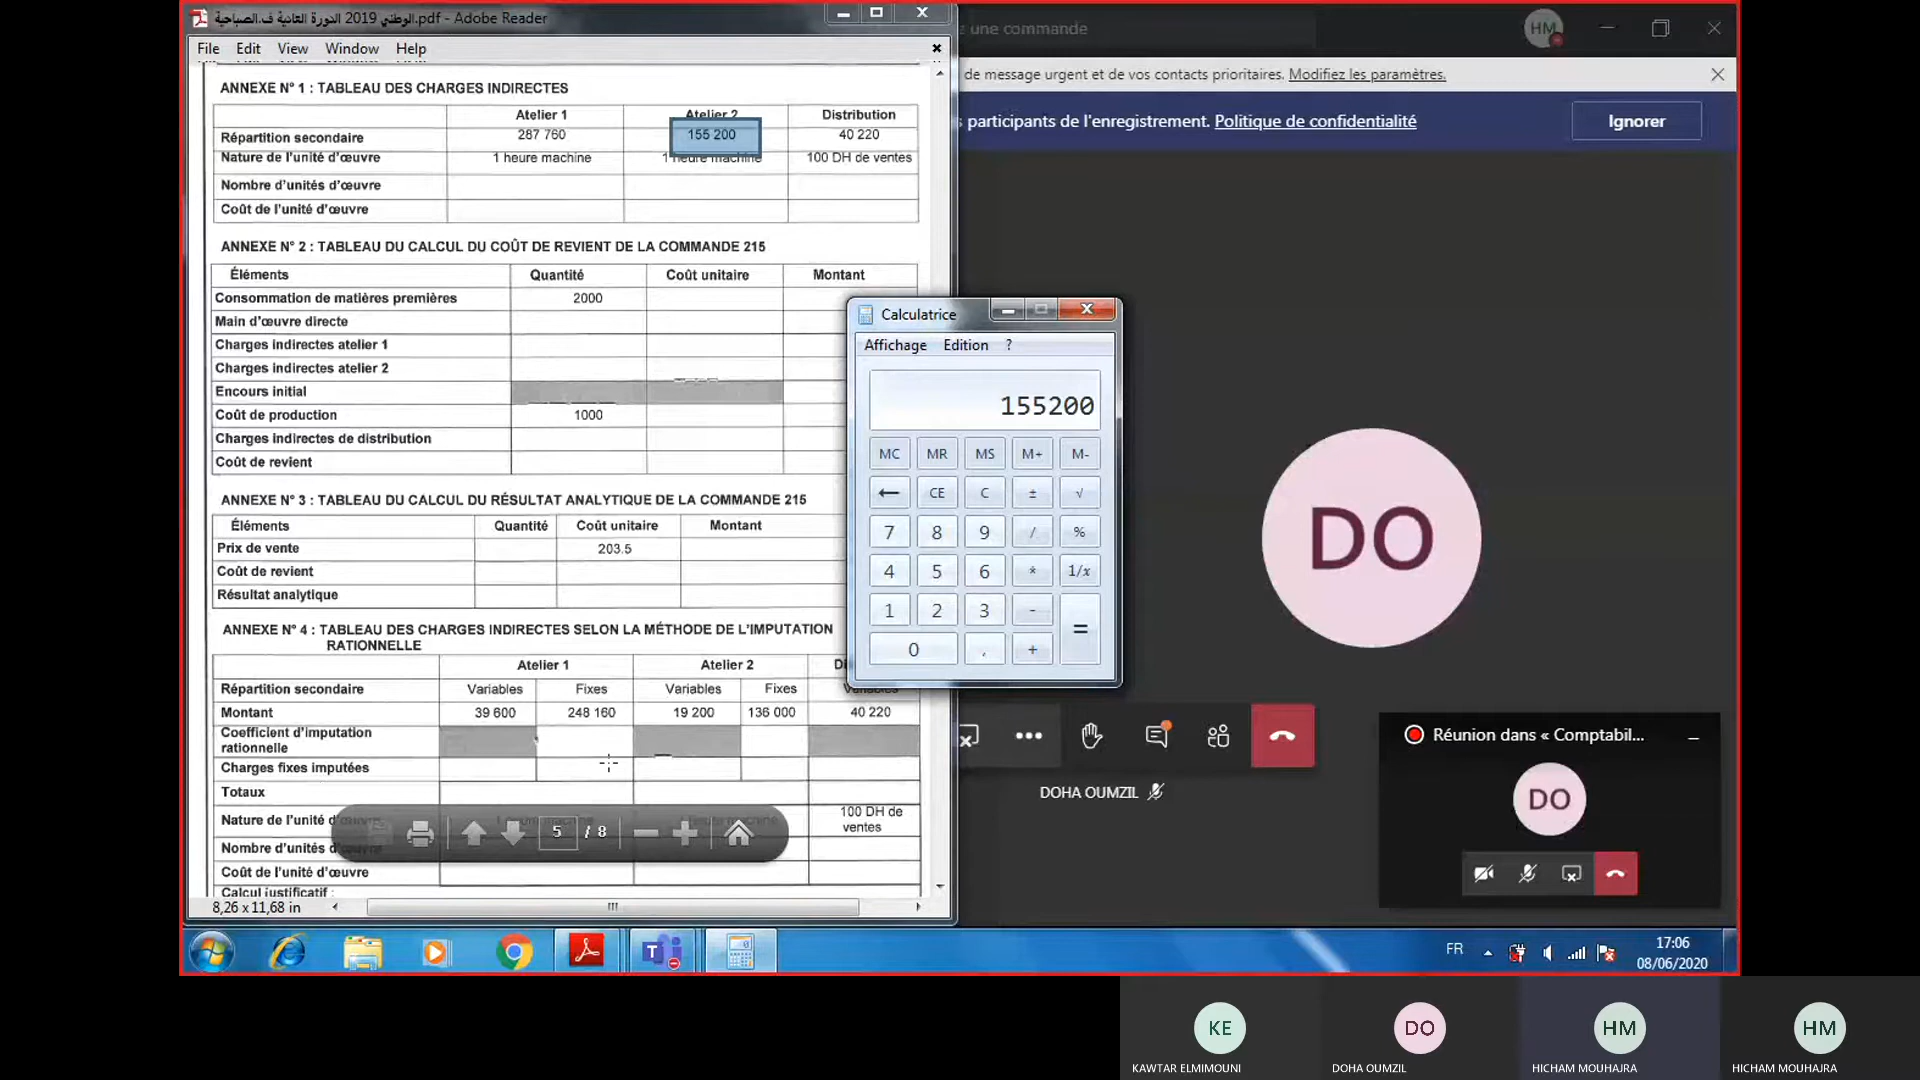 الوطني 2019 الدورة الثانية ف.الصباحية.pdf - Adobe Reader
File Edit View Window Help
ANNEXE N° 1 : TABLEAU DES CHARGES INDIRECTES
Atelier 1 Atelier 2 Distribution
Répartition secondaire 287 760 155 200 40 220
Nature de l'unité d'œuvre 1 heure machine 1 heure machine 100 DH de ventes
Nombre d'unités d'œuvre
Coût de l'unité d'œuvre
ANNEXE N° 2 : TABLEAU DU CALCUL DU COÛT DE REVIENT DE LA COMMANDE 215
Éléments Quantité Coût unitaire Montant
Consommation de matières premières 2000
Main d'œuvre directe
Charges indirectes atelier 1
Charges indirectes atelier 2
Encours initial
Coût de production 1000
Charges indirectes de distribution
Coût de revient
ANNEXE N° 3 : TABLEAU DU CALCUL DU RÉSULTAT ANALYTIQUE DE LA COMMANDE 215
Éléments Quantité Coût unitaire Montant
Prix de vente 203.5
Coût de revient
Résultat analytique
ANNEXE N° 4 : TABLEAU DES CHARGES INDIRECTES SELON LA MÉTHODE DE L'IMPUTATION
RATIONNELLE
Atelier 1 Atelier 2
Répartition secondaire Variables Fixes Variables Fixes Variables
Montant 39 600 248 160 19 200 136 000 40 220
Coefficient d'imputation
rationnelle
Charges fixes imputées
Totaux
Nature de l'unité d 100 DH de
ventes
Nombre d'unités d
Coût de l'unité d'œuvre
Calcul justificatif :
5 / 8
8,26 x 11,68 in
Calculatrice
Affichage Edition ?
155200
MC MR MS M+ M-
← CE C ± √
7 8 9 / %
4 5 6 * 1/x
1 2 3 - =
0 , +
une commande
HM
de message urgent et de vos contacts prioritaires. Modifiez les paramètres.
participants de l'enregistrement. Politique de confidentialité Ignorer
DO
DOHA OUMZIL
Réunion dans « Comptabil...
DO
FR 17:06
08/06/2020
KE DO HM HM
KAWTAR ELMIMOUNI DOHA OUMZIL HICHAM MOUHAJRA HICHAM MOUHAJRA